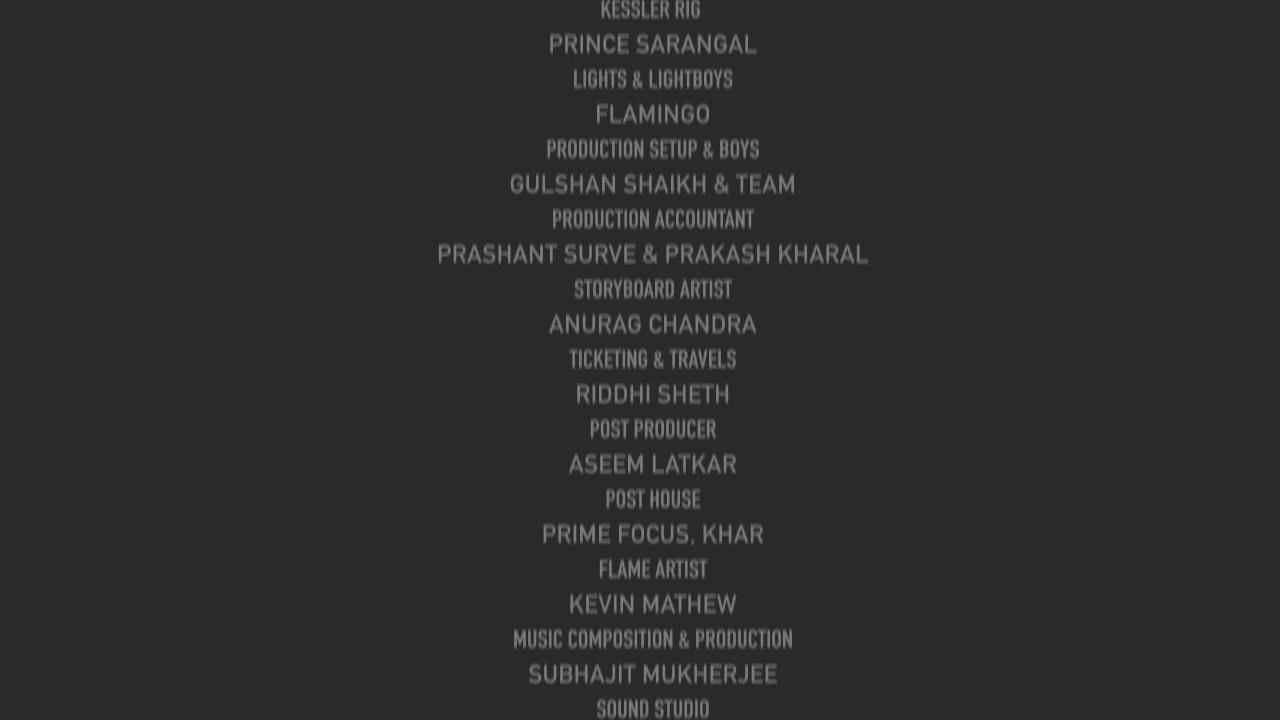 KESSLER RIG
PRINCE SARANGAL
LIGHTS & LIGHTBOYS
FLAMINGO
PRODUCTION SETUP & BOYS
GULSHAN SHAIKH & TEAM
PRODUCTION ACCOUNTANT
PRASHANT SURVE & PRAKASH KHARAL
STORYBOARD ARTIST
ANURAG CHANDRA
TICKETING & TRAVELS
RIDDHI SHETH
POST PRODUCER
ASEEM LATKAR
POST HOUSE
PRIME FOCUS, KHAR
FLAME ARTIST
KEVIN MATHEW
MUSIC COMPOSITION & PRODUCTION
SUBHAJIT MUKHERJEE
SOUND STUDIO